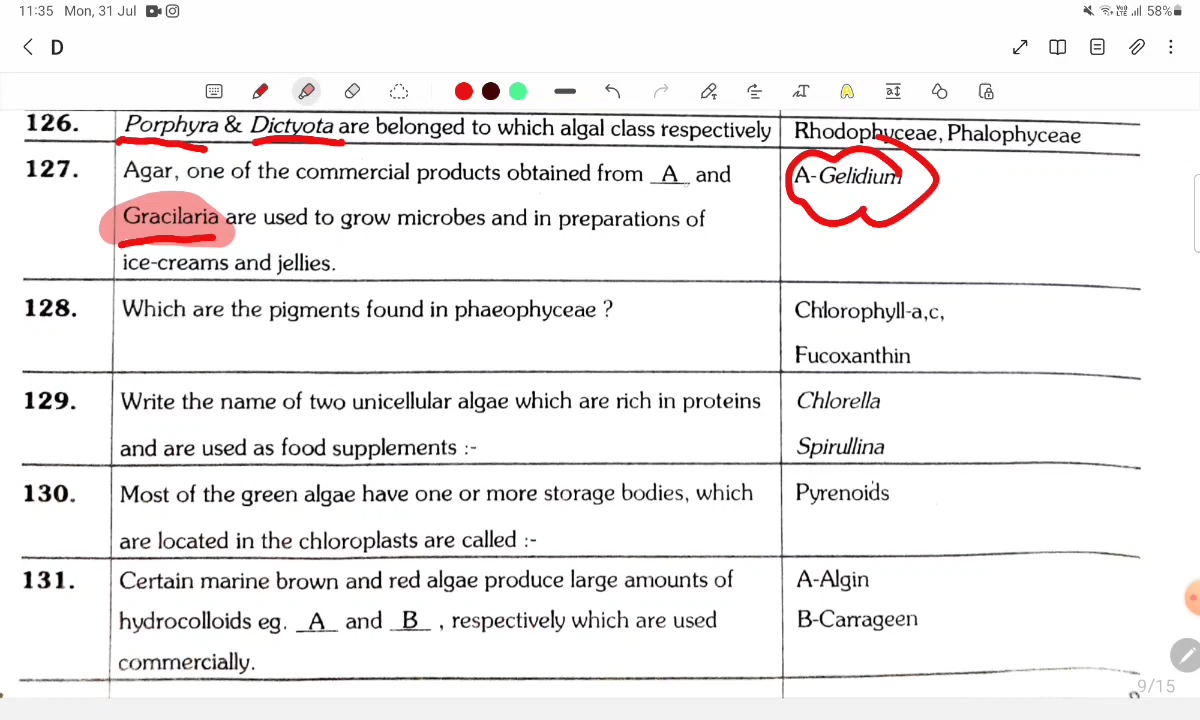 11:35 Mon, 31 Jul 58%
D
126. Porphyra & Dictyota are belonged to which algal class respectively Rhodophyceae, Phalophyceae
127. Agar, one of the commercial products obtained from A and A-Gelidium
Gracilaria are used to grow microbes and in preparations of
ice-creams and jellies.
128. Which are the pigments found in phaeophyceae ? Chlorophyll-a,c,
Fucoxanthin
129. Write the name of two unicellular algae which are rich in proteins Chlorella
and are used as food supplements :- Spirullina
130. Most of the green algae have one or more storage bodies, which Pyrenoids
are located in the chloroplasts are called :-
131. Certain marine brown and red algae produce large amounts of A-Algin
hydrocolloids eg. A and B , respectively which are used B-Carrageen
commercially.
9/15